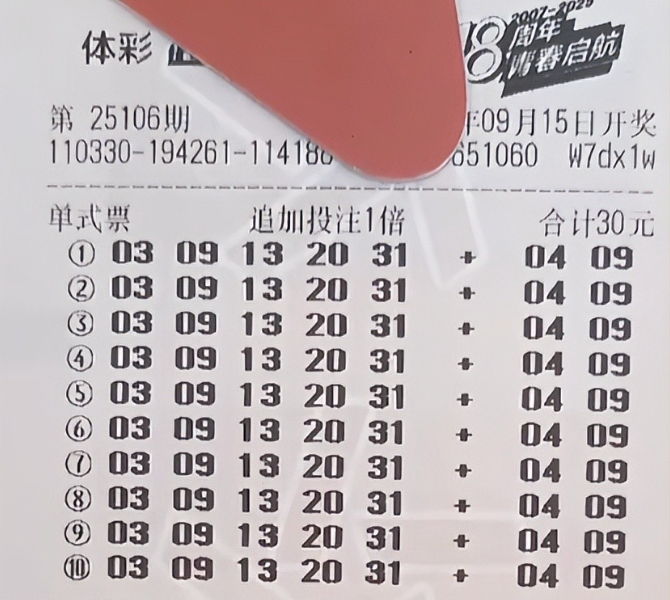 体彩
18周年 2007-2025
青春启航
第 25106期 年09月15日开奖
110330-194261-114180 651060 W7dx1w
单式票 追加投注1倍 合计30元
① 03 09 13 20 31 + 04 09
② 03 09 13 20 31 + 04 09
③ 03 09 13 20 31 + 04 09
④ 03 09 13 20 31 + 04 09
⑤ 03 09 13 20 31 + 04 09
⑥ 03 09 13 20 31 + 04 09
⑦ 03 09 13 20 31 + 04 09
⑧ 03 09 13 20 31 + 04 09
⑨ 03 09 13 20 31 + 04 09
⑩ 03 09 13 20 31 + 04 09